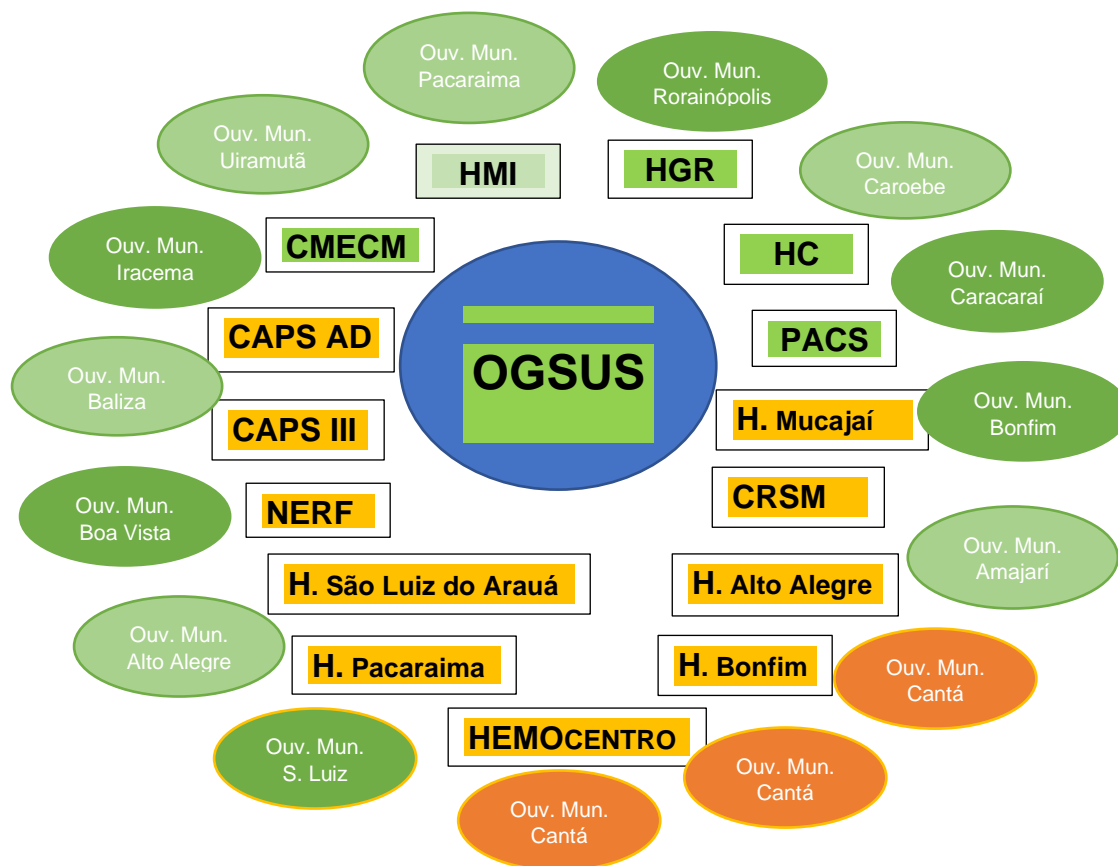 Ouv. Mun.
Pacaraima
Ouv. Mun.
Rorainópolis
Ouv. Mun.
Uiramutã
Ouv. Mun.
Caroebe
HMI
HGR
Ouv. Mun.
Iracema
CMECM
HC
Ouv. Mun.
Caracaraí
CAPS AD
PACS
OGSUS
Ouv. Mun.
Baliza
CAPS III
H. Mucajaí
Ouv. Mun.
Bonfim
Ouv. Mun.
Boa Vista
NERF
CRSM
Ouv. Mun.
Amajarí
H. São Luiz do Arauá
H. Alto Alegre
Ouv. Mun.
Alto Alegre
H. Pacaraima
H. Bonfim
Ouv. Mun.
Cantá
Ouv. Mun.
S. Luiz
HEMOCENTRO
Ouv. Mun.
Cantá
Ouv. Mun.
Cantá